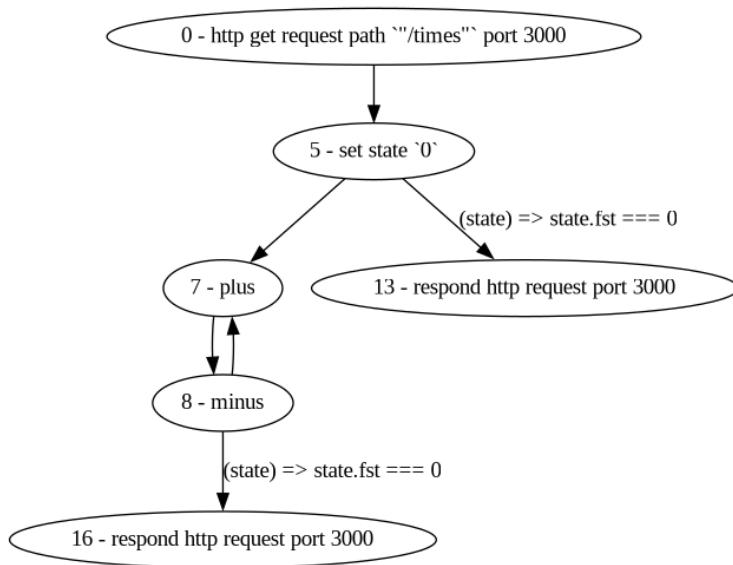 0 - http get request path `"/times"` port 3000
5 - set state `0`
(state) => state.fst === 0
7 - plus
13 - respond http request port 3000
8 - minus
(state) => state.fst === 0
16 - respond http request port 3000